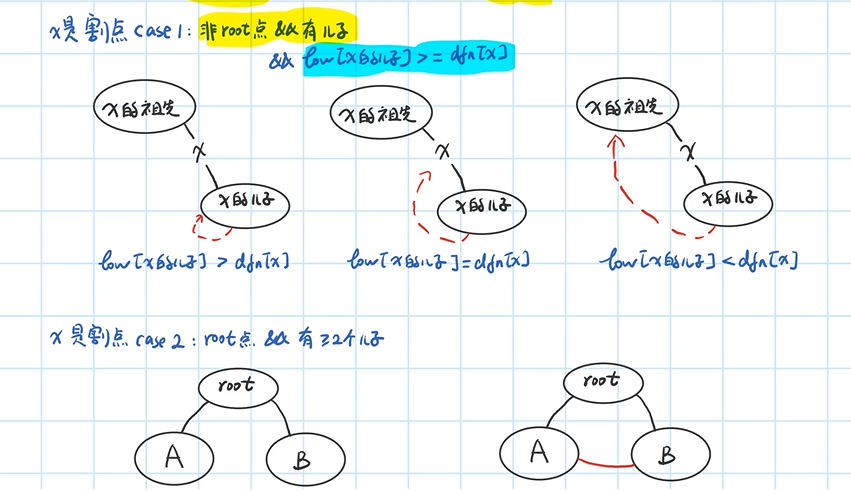 x是割点 case 1: 非root点 && 有儿子
&& low[x的儿子] >= dfn[x]
x的祖先
x
x的儿子
low[x的儿子] > dfn[x]
x的祖先
x
x的儿子
low[x的儿子] = dfn[x]
x的祖先
x
x的儿子
low[x的儿子] < dfn[x]
x是割点 case 2: root点 && 有≥2个儿子
root
A
B
root
A
B